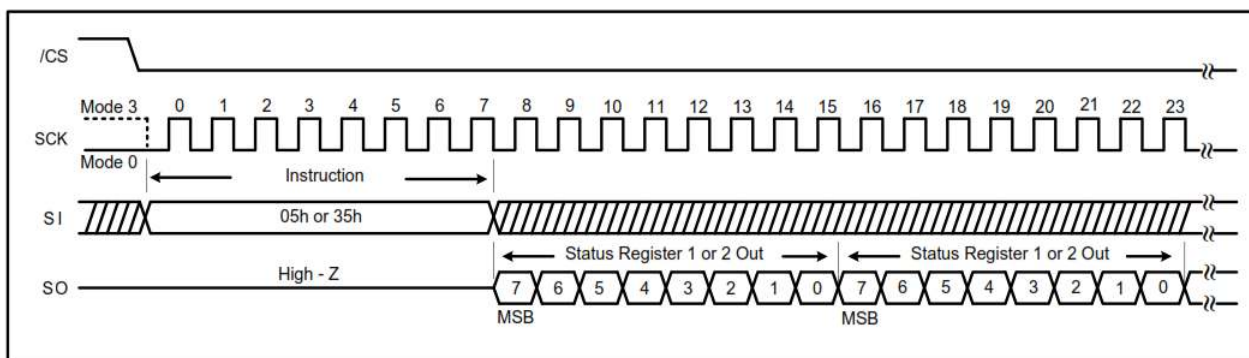 /CS
Mode 3 0 1 2 3 4 5 6 7 8 9 10 11 12 13 14 15 16 17 18 19 20 21 22 23
SCK
Mode 0
Instruction
SI 05h or 35h
Status Register 1 or 2 Out Status Register 1 or 2 Out
High - Z
SO 7 6 5 4 3 2 1 0 7 6 5 4 3 2 1 0
MSB MSB